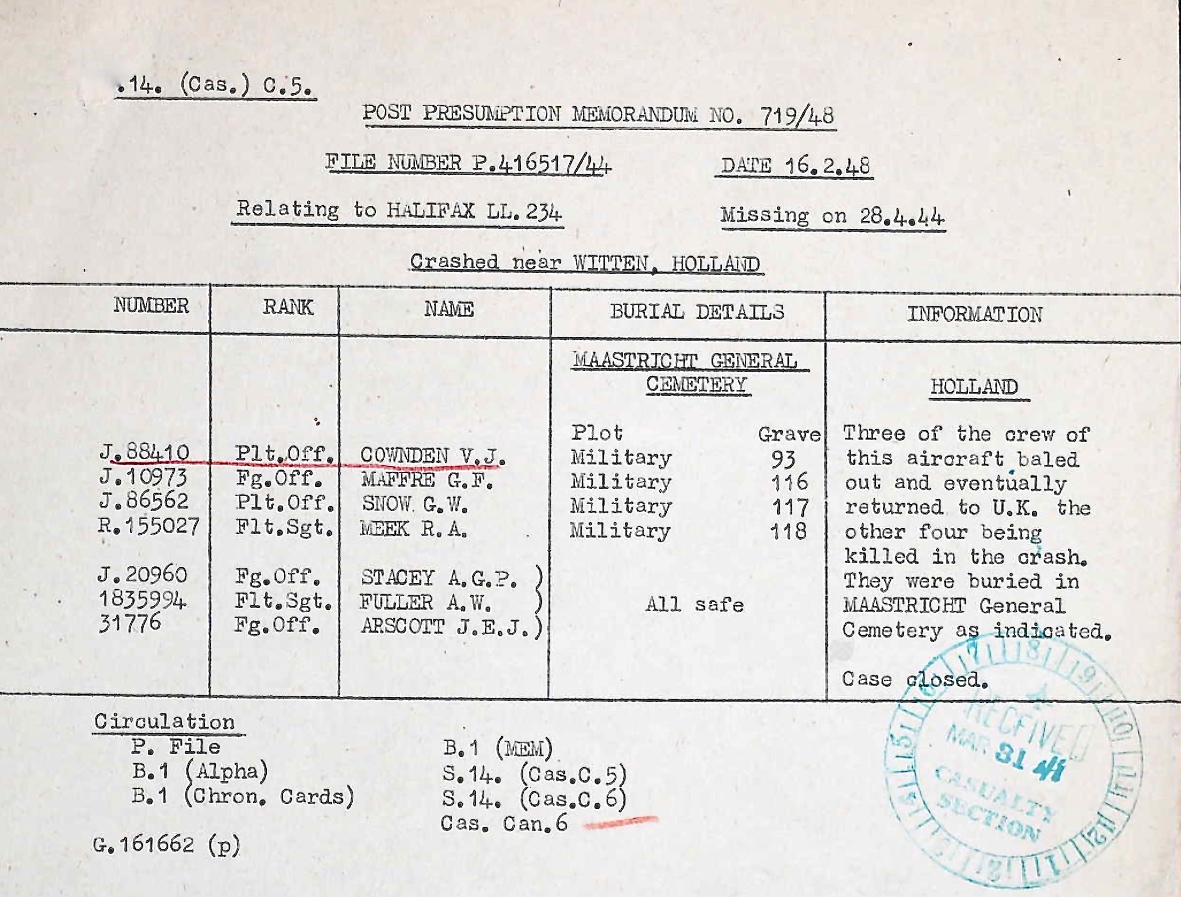 .14. (Cas.) C.5.
POST PRESUMPTION MEMORANDUM NO. 719/48
FILE NUMBER P.416517/44 DATE 16.2.48
Relating to HALIFAX LL.234 Missing on 28.4.44
Crashed near WITTEN, HOLLAND
NUMBER RANK NAME BURIAL DETAILS INFORMATION
MAASTRICHT GENERAL
CEMETERY HOLLAND
Plot Grave Three of the crew of
J.88410 Plt.Off. COWNDEN V.J. Military 93 this aircraft baled
J.10973 Fg.Off. MAFFRE G.F. Military 116 out and eventually
J.86562 Plt.Off. SNOW G.W. Military 117 returned to U.K. the
R.155027 Flt.Sgt. MEEK R.A. Military 118 other four being
killed in the crash.
J.20960 Fg.Off. STACEY A.G.P. ) They were buried in
1835994 Flt.Sgt. FULLER A.W. ) All safe MAASTRICHT General
31776 Fg.Off. ARSCOTT J.E.J.) Cemetery as indicated.
Case closed.
Circulation
P. File B.1 (MEM)
B.1 (Alpha) S.14. (Cas.C.5)
B.1 (Chron. Cards) S.14. (Cas.C.6)
Cas. Can.6
G.161662 (p)
RECEIVED
MAR 31
CASUALTY
SECTION